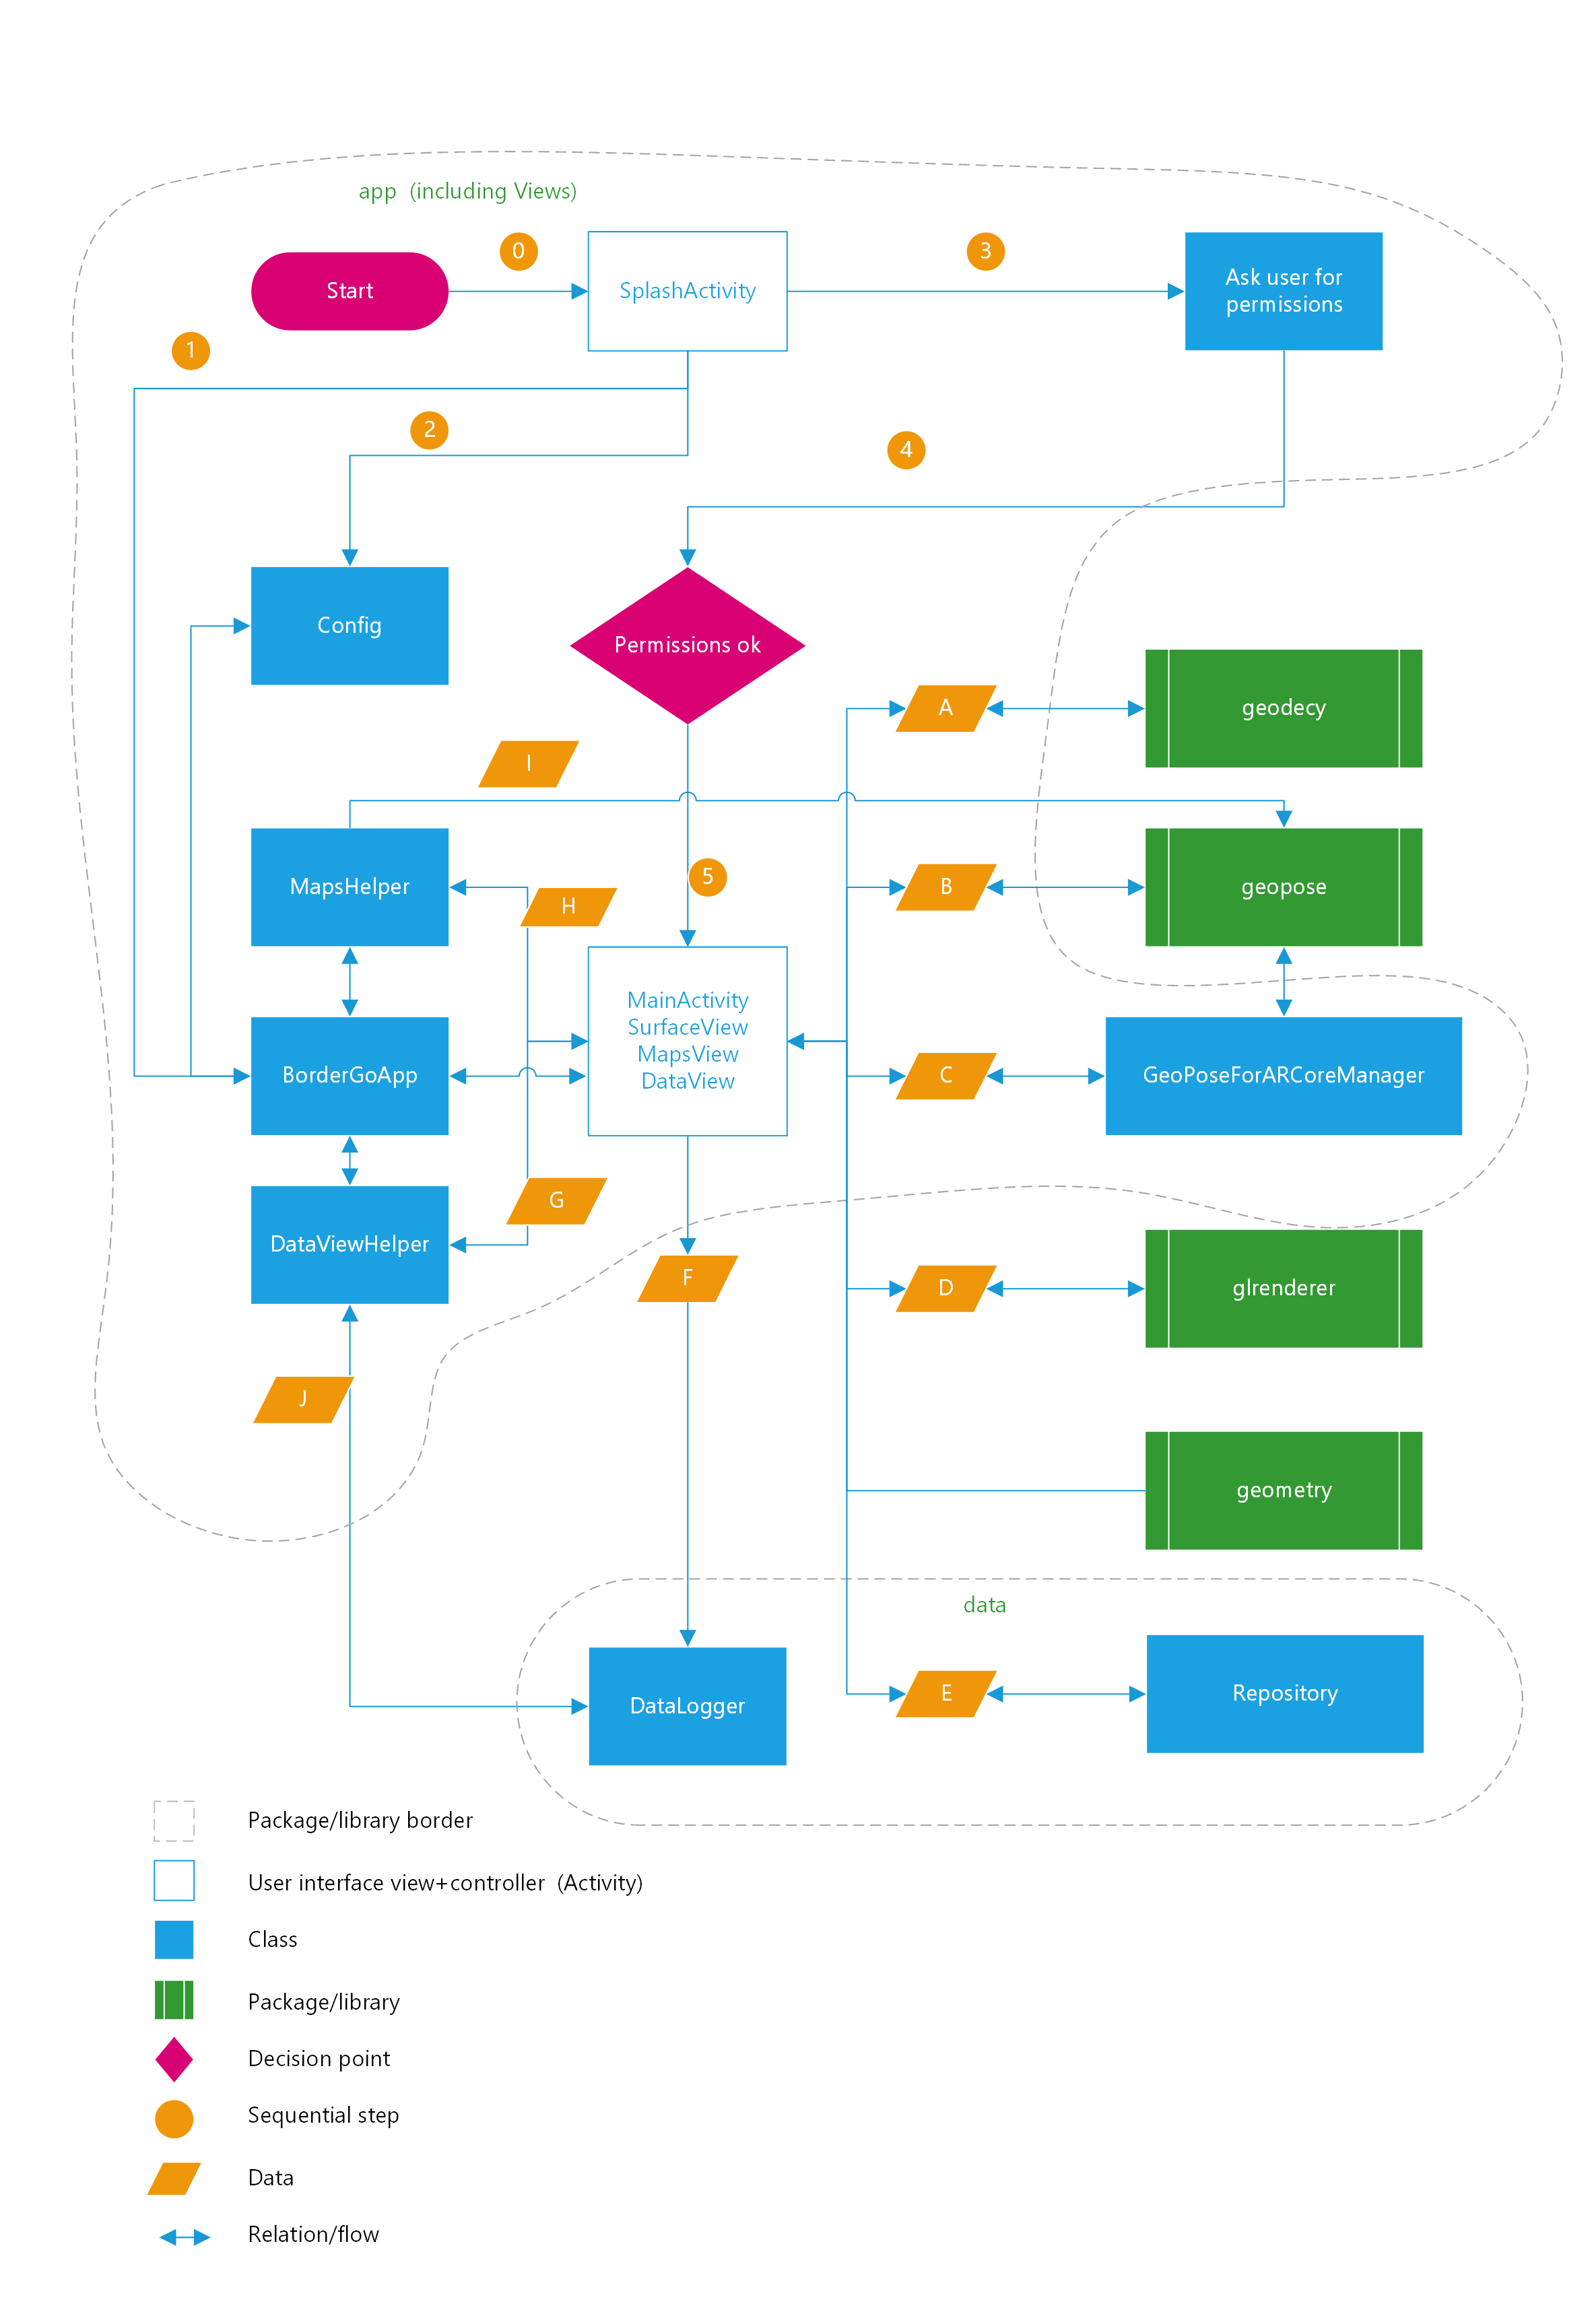 app (including Views)
0
3
Start
SplashActivity
Ask user for
permissions
1
2
4
Config
Permissions ok
A
geodecy
I
MapsHelper
H
5
B
geopose
MainActivity
SurfaceView
MapsView
DataView
BorderGoApp
C
GeoPoseForARCoreManager
G
DataViewHelper
F
D
glrenderer
J
geometry
data
DataLogger
E
Repository
Package/library border
User interface view+controller (Activity)
Class
Package/library
Decision point
Sequential step
Data
Relation/flow